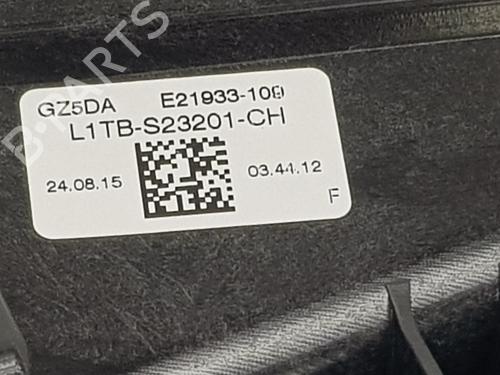 B-PARTS
GZ5DA E21933-109
L1TB-S23201-CH
24.08.15
03.44.12
F